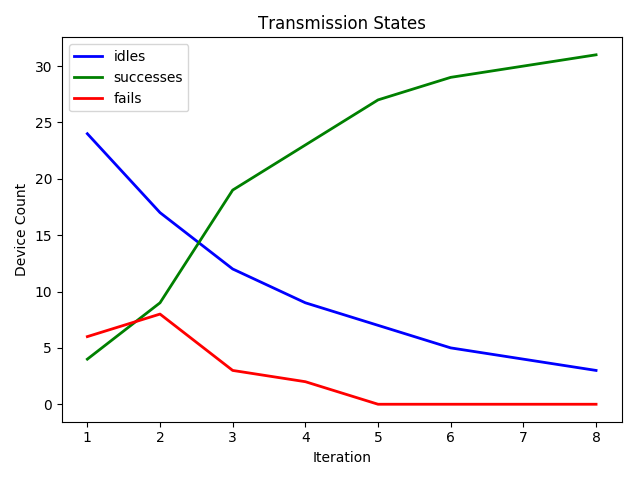 Transmission States
idles
successes
fails
30
25
20
15
10
5
0
Device Count
1 2 3 4 5 6 7 8
Iteration